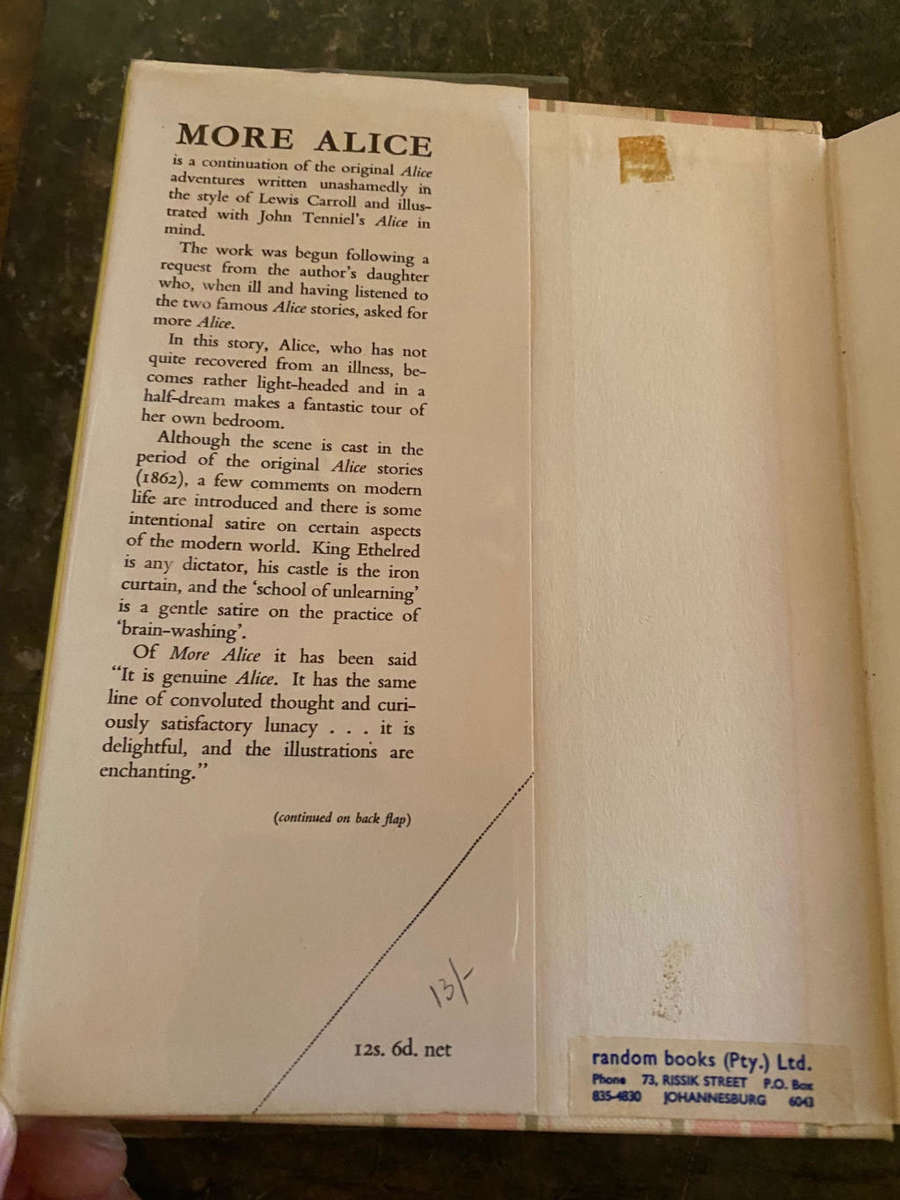 MORE ALICE
is a continuation of the original Alice
adventures written unashamedly in
the style of Lewis Carroll and illus-
trated with John Tenniel's Alice in
mind.
The work was begun following a
request from the author's daughter
who, when ill and having listened to
the two famous Alice stories, asked for
more Alice.
In this story, Alice, who has not
quite recovered from an illness, be-
comes rather light-headed and in a
half-dream makes a fantastic tour of
her own bedroom.
Although the scene is cast in the
period of the original Alice stories
(1862), a few comments on modern
life are introduced and there is some
intentional satire on certain aspects
of the modern world. King Ethelred
is any dictator, his castle is the iron
curtain, and the ‘school of unlearning’
is a gentle satire on the practice of
‘brain-washing’.
Of More Alice it has been said
“It is genuine Alice. It has the same
line of convoluted thought and curi-
ously satisfactory lunacy . . . it is
delightful, and the illustrations are
enchanting.”
(continued on back flap)
13/-
12s. 6d. net
random books (Pty.) Ltd.
Phone 73, RISSIK STREET P.O. Box
835-4830 JOHANNESBURG 6043